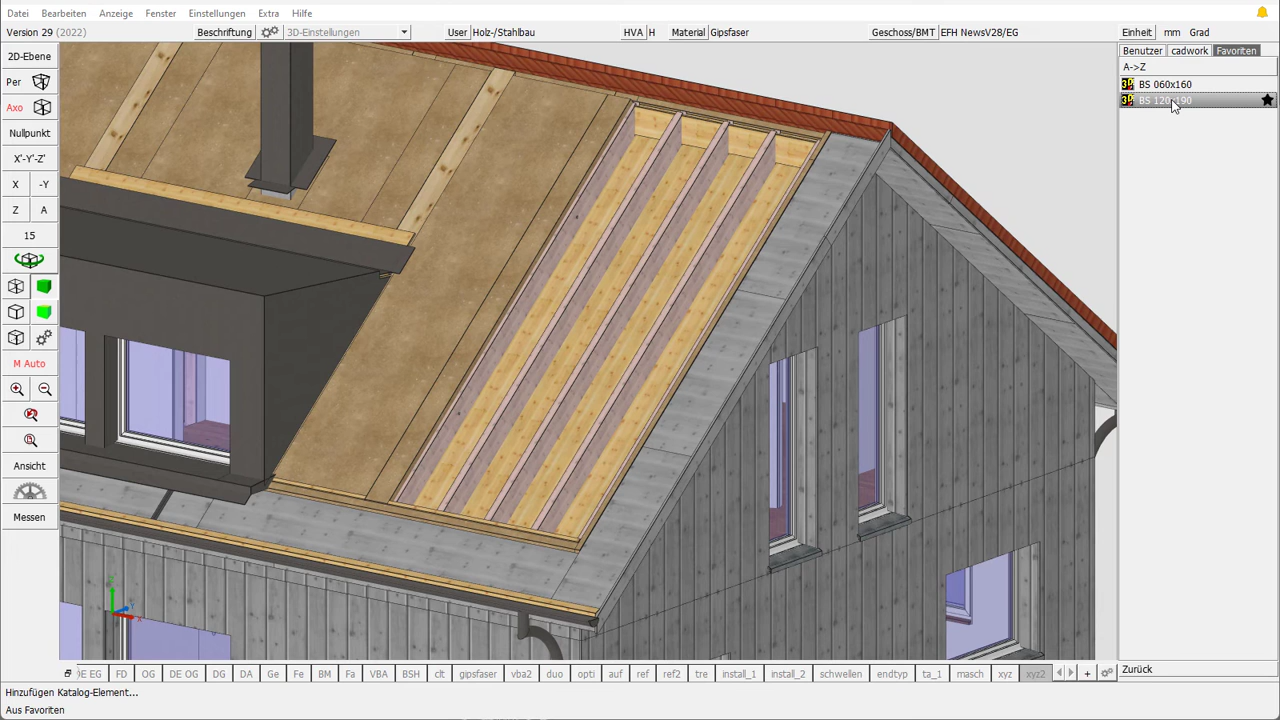 Datei Bearbeiten Anzeige Fenster Einstellungen Extra Hilfe
Version 29 (2022) Beschriftung 3D-Einstellungen User Holz-/Stahlbau HVA H Material Gipsfaser Geschoss/BMT EFH NewsV28/EG Einheit mm Grad
2D-Ebene
Per
Axo
Nullpunkt
X'-Y'-Z'
X -Y
Z A
15
M Auto
Ansicht
Messen
Benutzer cadwork Favoriten
A->Z
BS 060x160
BS 120x190
Zurück
DE EG FD OG DE OG DG DA Ge Fe BM Fa VBA BSH clt gipsfaser vba2 duo opti auf ref ref2 tre install_1 install_2 schwellen endtyp ta_1 masch xyz xyz2 +
Hinzufügen Katalog-Element...
Aus Favoriten